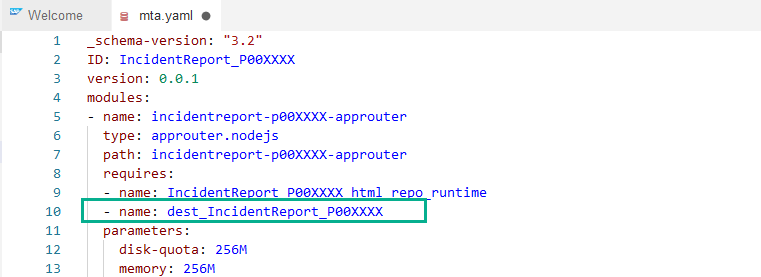 SAP Welcome mta.yaml
1 _schema-version: "3.2"
2 ID: IncidentReport_P00XXXX
3 version: 0.0.1
4 modules:
5 - name: incidentreport-p00XXXX-approuter
6 type: approuter.nodejs
7 path: incidentreport-p00XXXX-approuter
8 requires:
9 - name: IncidentReport_P00XXXX_html_repo_runtime
10 - name: dest_IncidentReport_P00XXXX
11 parameters:
12 disk-quota: 256M
13 memory: 256M